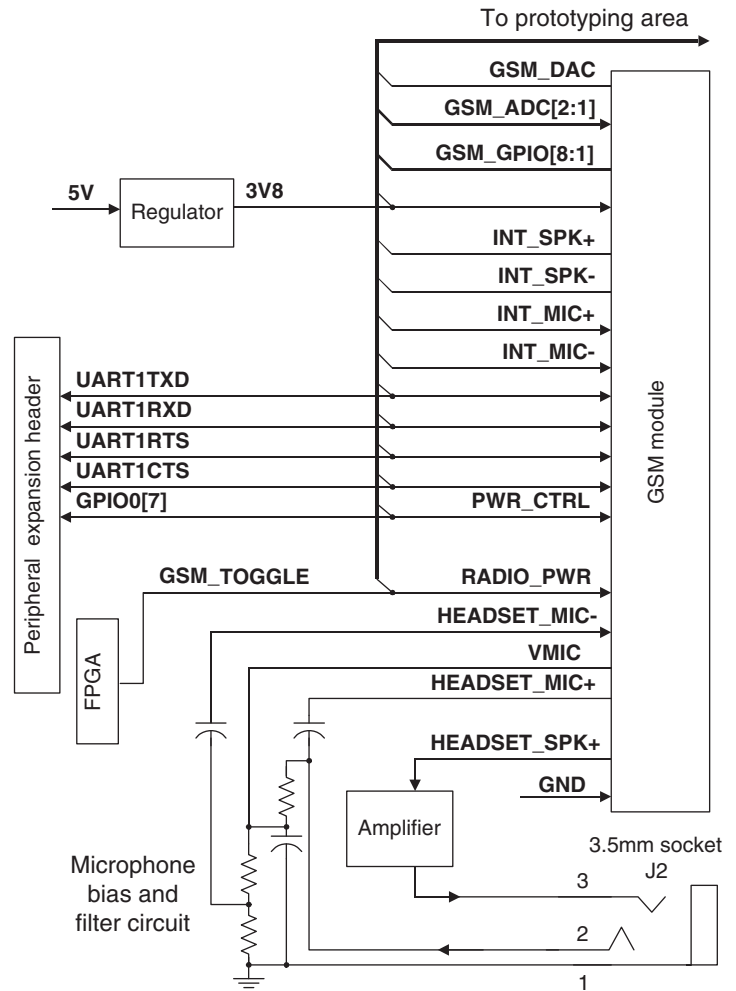 To prototyping area
GSM_DAC
GSM_ADC[2:1]
GSM_GPIO[8:1]
5V
Regulator
3V8
INT_SPK+
INT_SPK-
INT_MIC+
INT_MIC-
Peripheral expansion header
UART1TXD
UART1RXD
UART1RTS
UART1CTS
GPIO0[7]
PWR_CTRL
GSM module
GSM_TOGGLE
RADIO_PWR
FPGA
HEADSET_MIC-
VMIC
HEADSET_MIC+
HEADSET_SPK+
GND
Amplifier
Microphone
bias and
filter circuit
3.5mm socket
J2
3
2
1